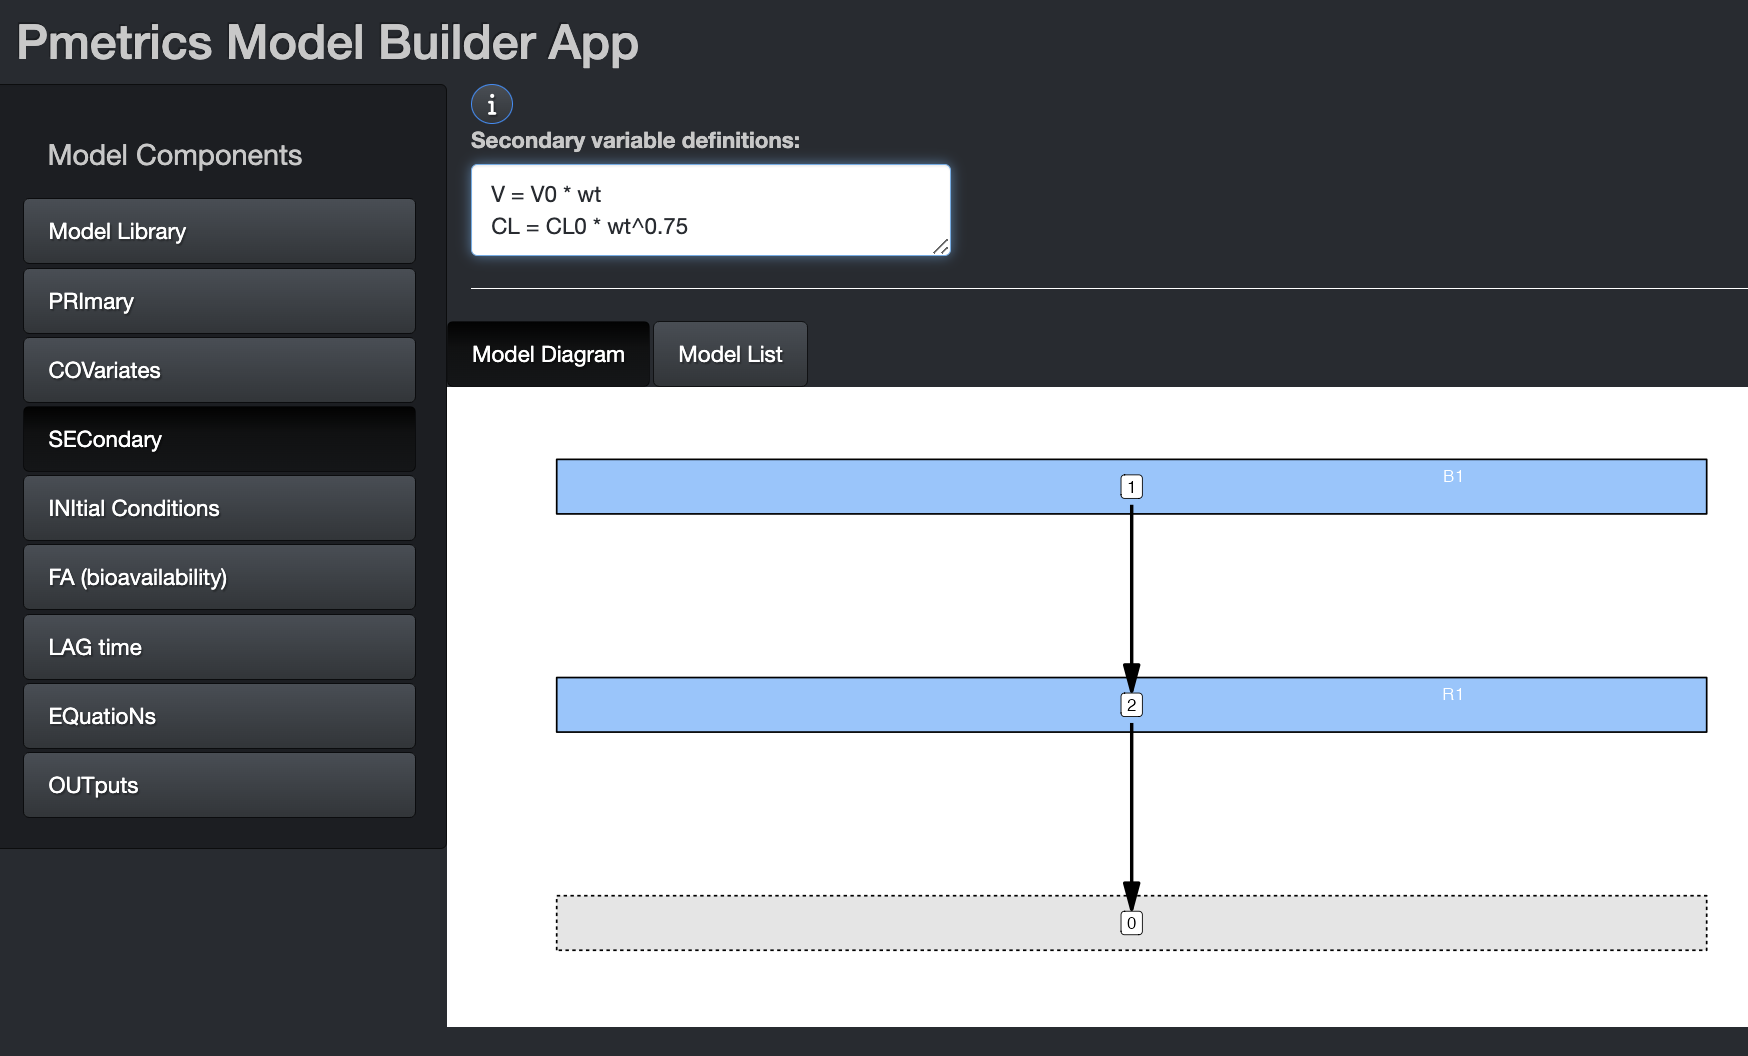 Pmetrics Model Builder App
Model Components
Model Library
PRImary
COVariates
SECondary
INItial Conditions
FA (bioavailability)
LAG time
EQuatioNs
OUTputs
i
Secondary variable definitions:
V = V0 * wt
CL = CL0 * wt^0.75
Model Diagram
Model List
1
B1
2
R1
0